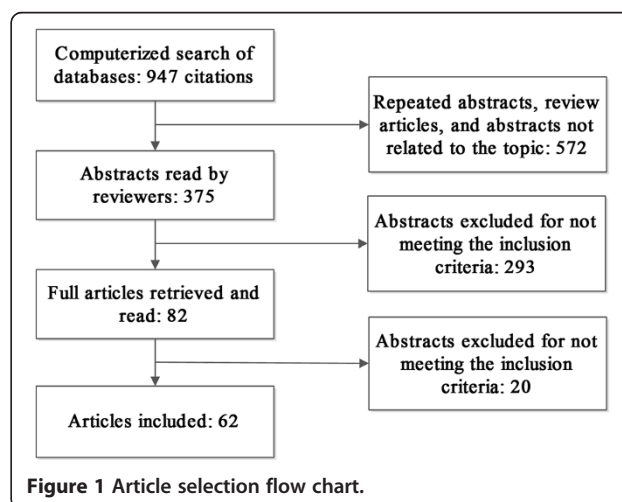 Computerized search of
databases: 947 citations
Repeated abstracts, review
articles, and abstracts not
related to the topic: 572
Abstracts read by
reviewers: 375
Abstracts excluded for not
meeting the inclusion
criteria: 293
Full articles retrieved and
read: 82
Abstracts excluded for not
meeting the inclusion
criteria: 20
Articles included: 62
Figure 1 Article selection flow chart.